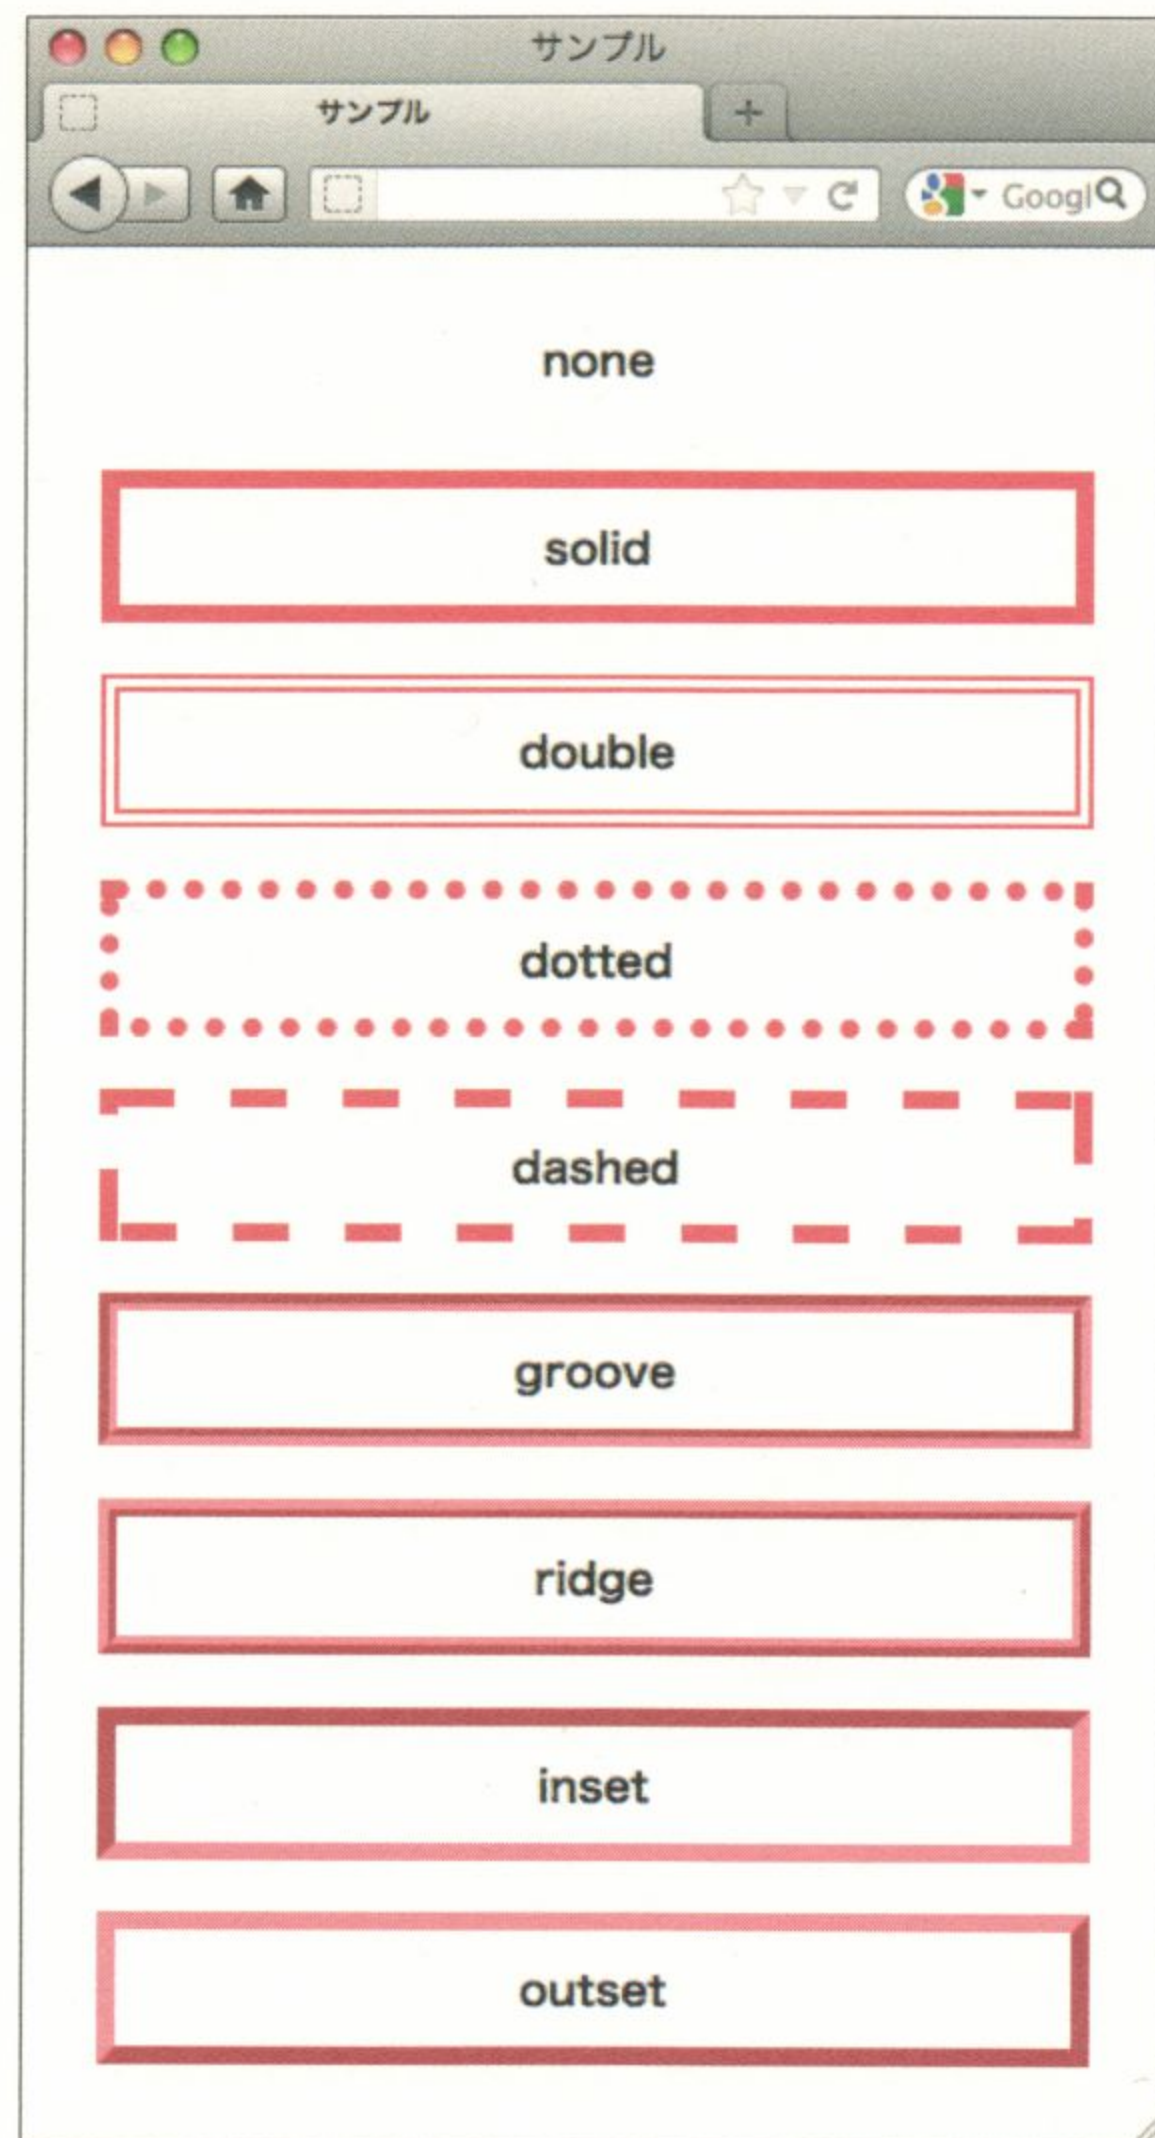 サンプル
サンプル
Googl
none
solid
double
dotted
dashed
groove
ridge
inset
outset